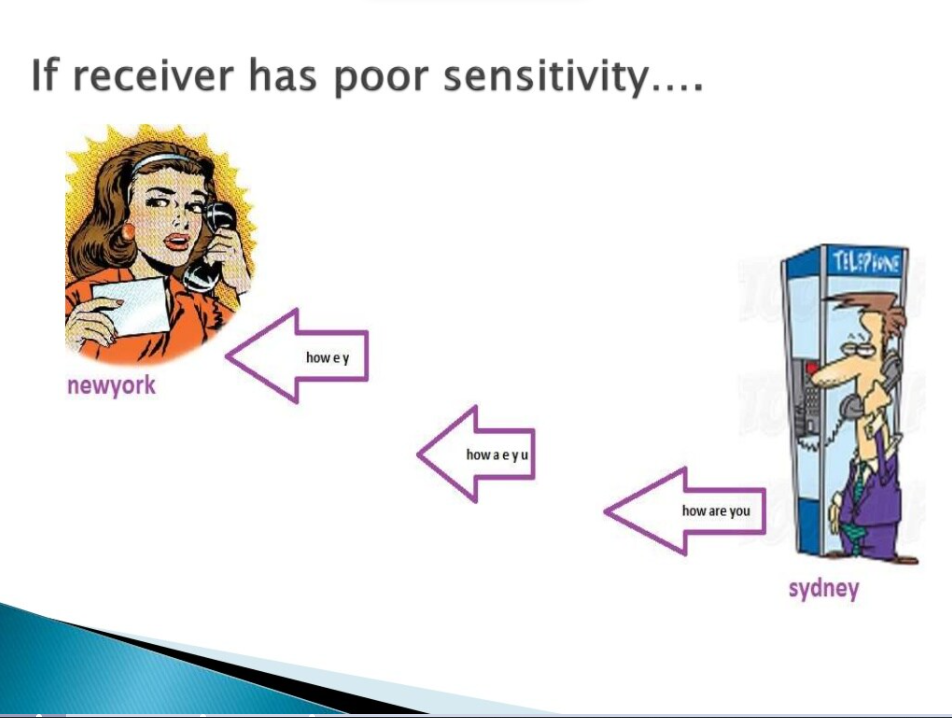 If receiver has poor sensitivity....
TELEPHONE
how e y
newyork
how a e y u
how are you
sydney